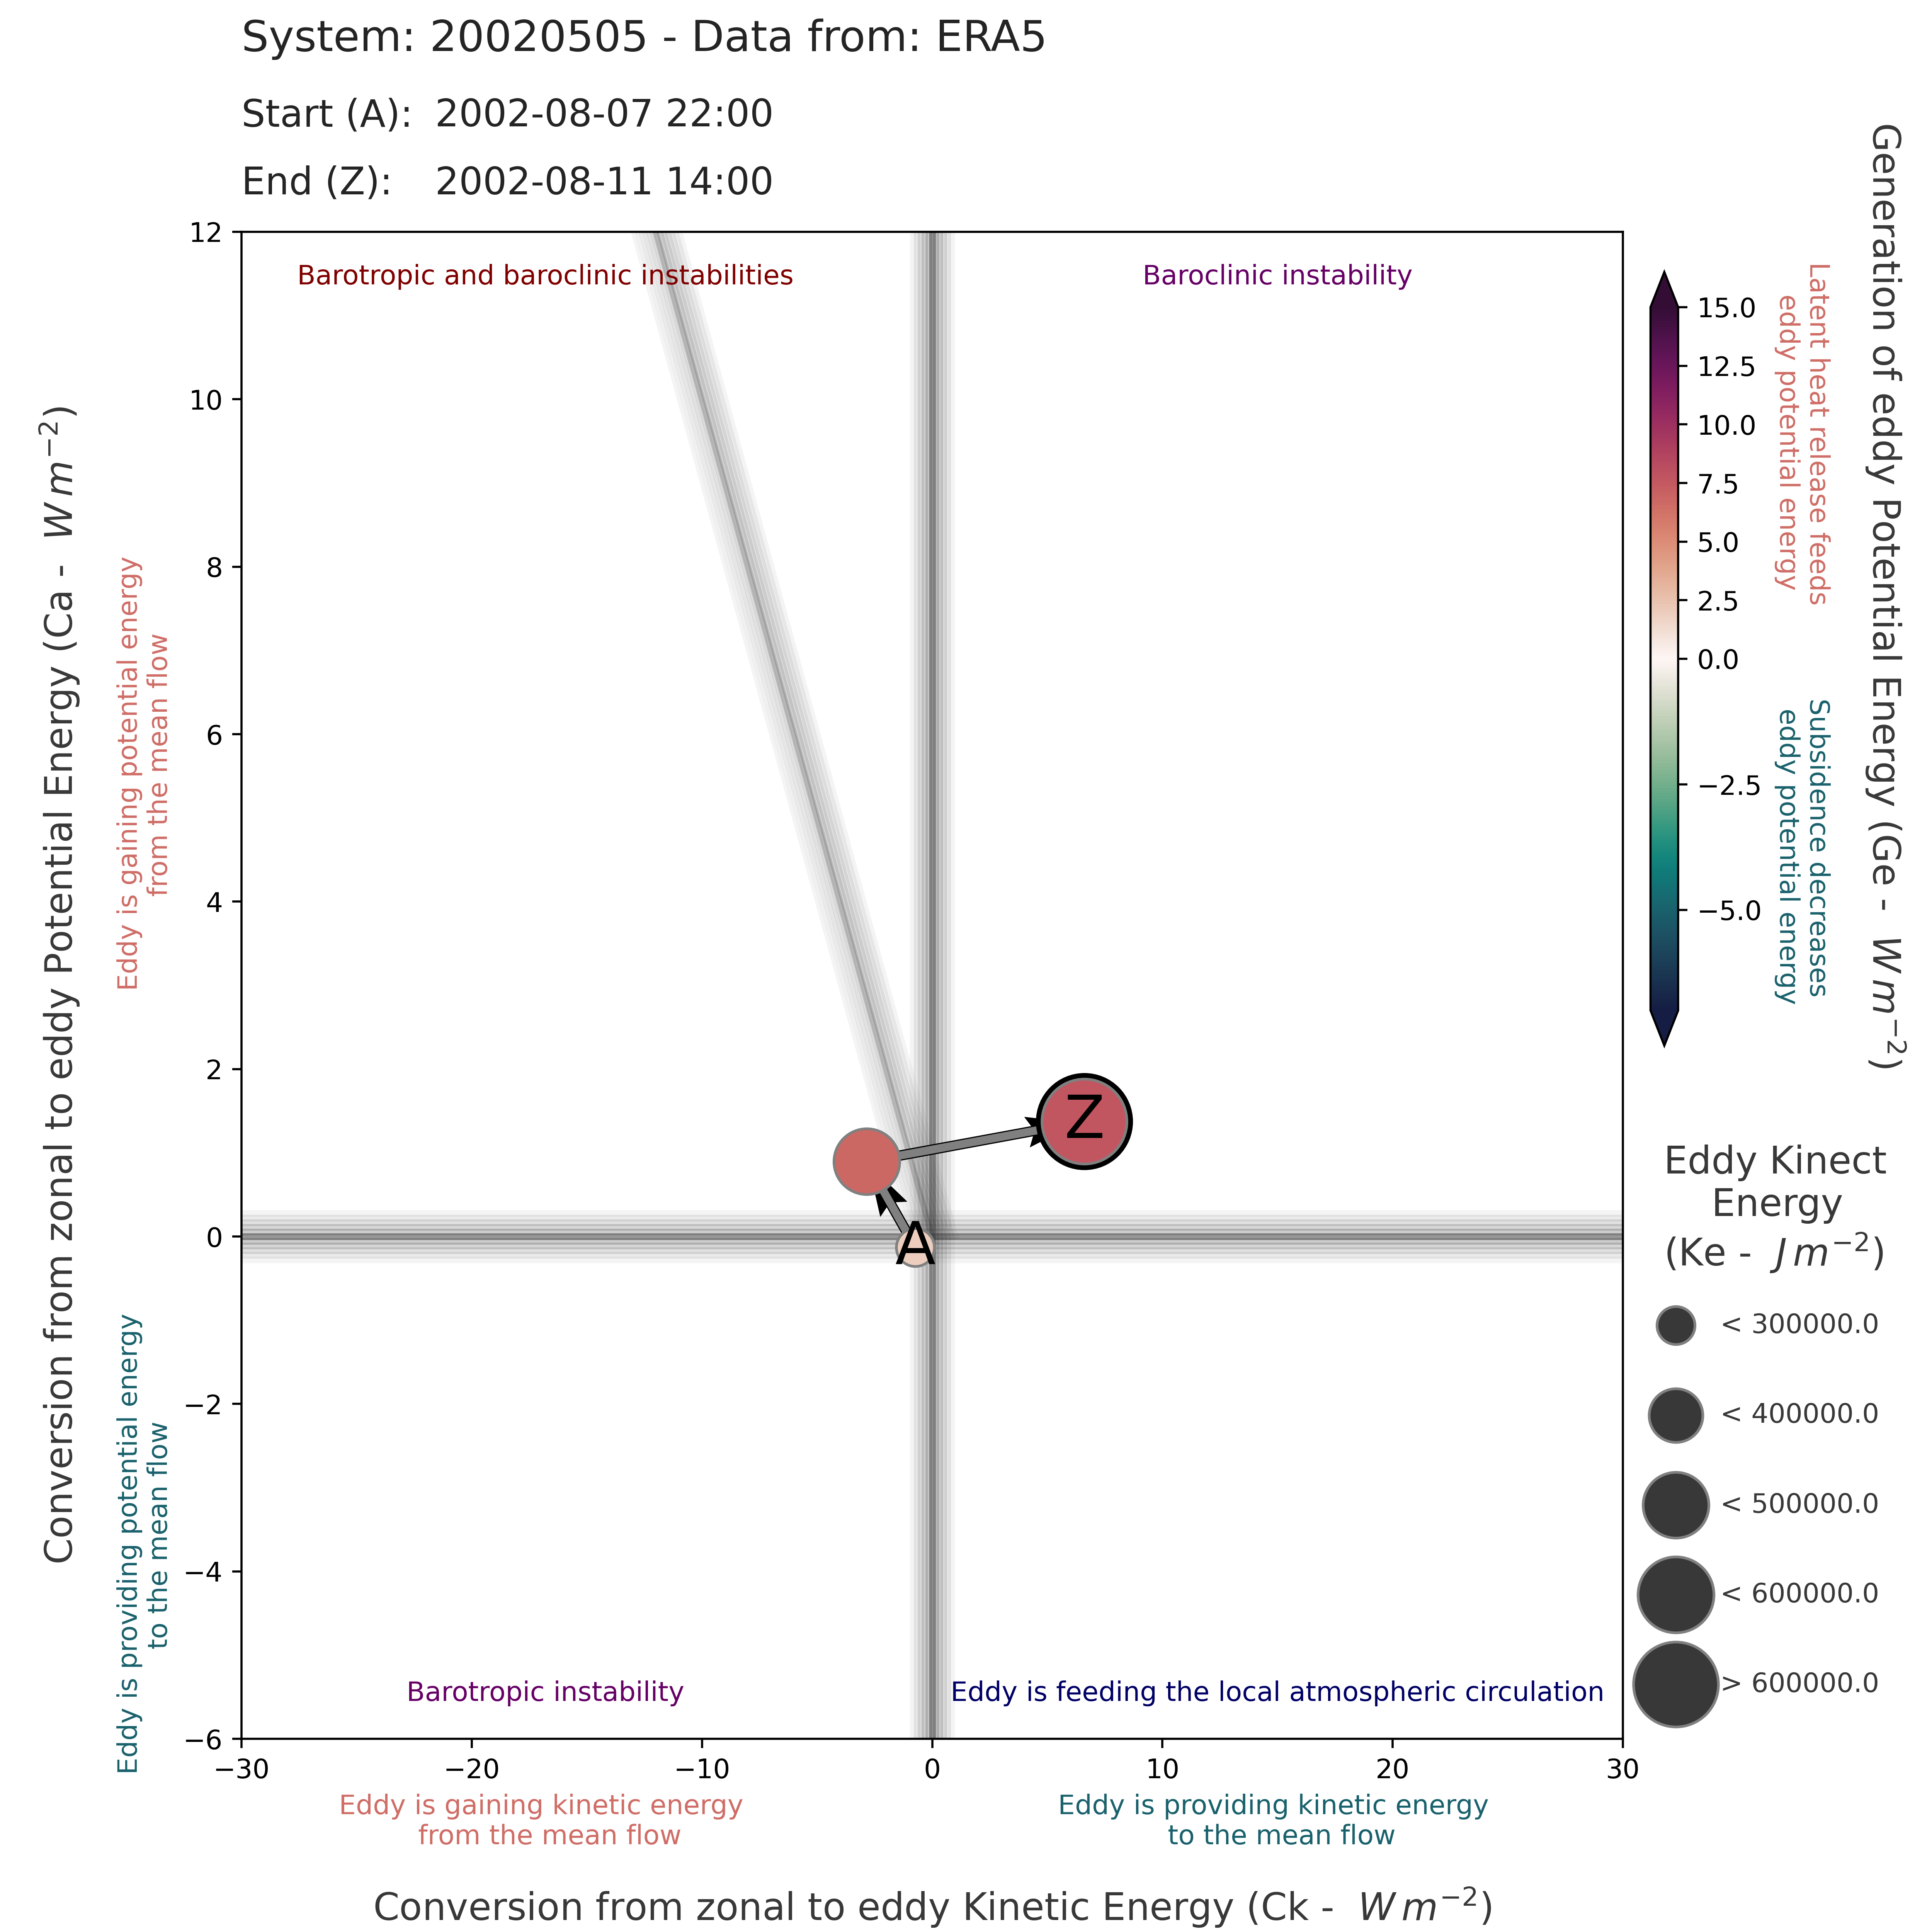 System: 20020505 - Data from: ERA5
Start (A): 2002-08-07 22:00
End (Z): 2002-08-11 14:00
Conversion from zonal to eddy Potential Energy (Ca - W m⁻²)
Eddy is gaining potential energy
from the mean flow
Eddy is providing potential energy
to the mean flow
12
10
8
6
4
2
0
−2
−4
−6
Barotropic and baroclinic instabilities
Baroclinic instability
Z
A
Barotropic instability
Eddy is feeding the local atmospheric circulation
−30
−20
−10
0
10
20
30
Eddy is gaining kinetic energy
from the mean flow
Eddy is providing kinetic energy
to the mean flow
Conversion from zonal to eddy Kinetic Energy (Ck - W m⁻²)
15.0
12.5
10.0
7.5
5.0
2.5
0.0
−2.5
−5.0
Latent heat release feeds
eddy potential energy
Subsidence decreases
eddy potential energy
Generation of eddy Potential Energy (Ge - W m⁻²)
Eddy Kinect
Energy
(Ke - J m⁻²)
< 300000.0
< 400000.0
< 500000.0
< 600000.0
> 600000.0